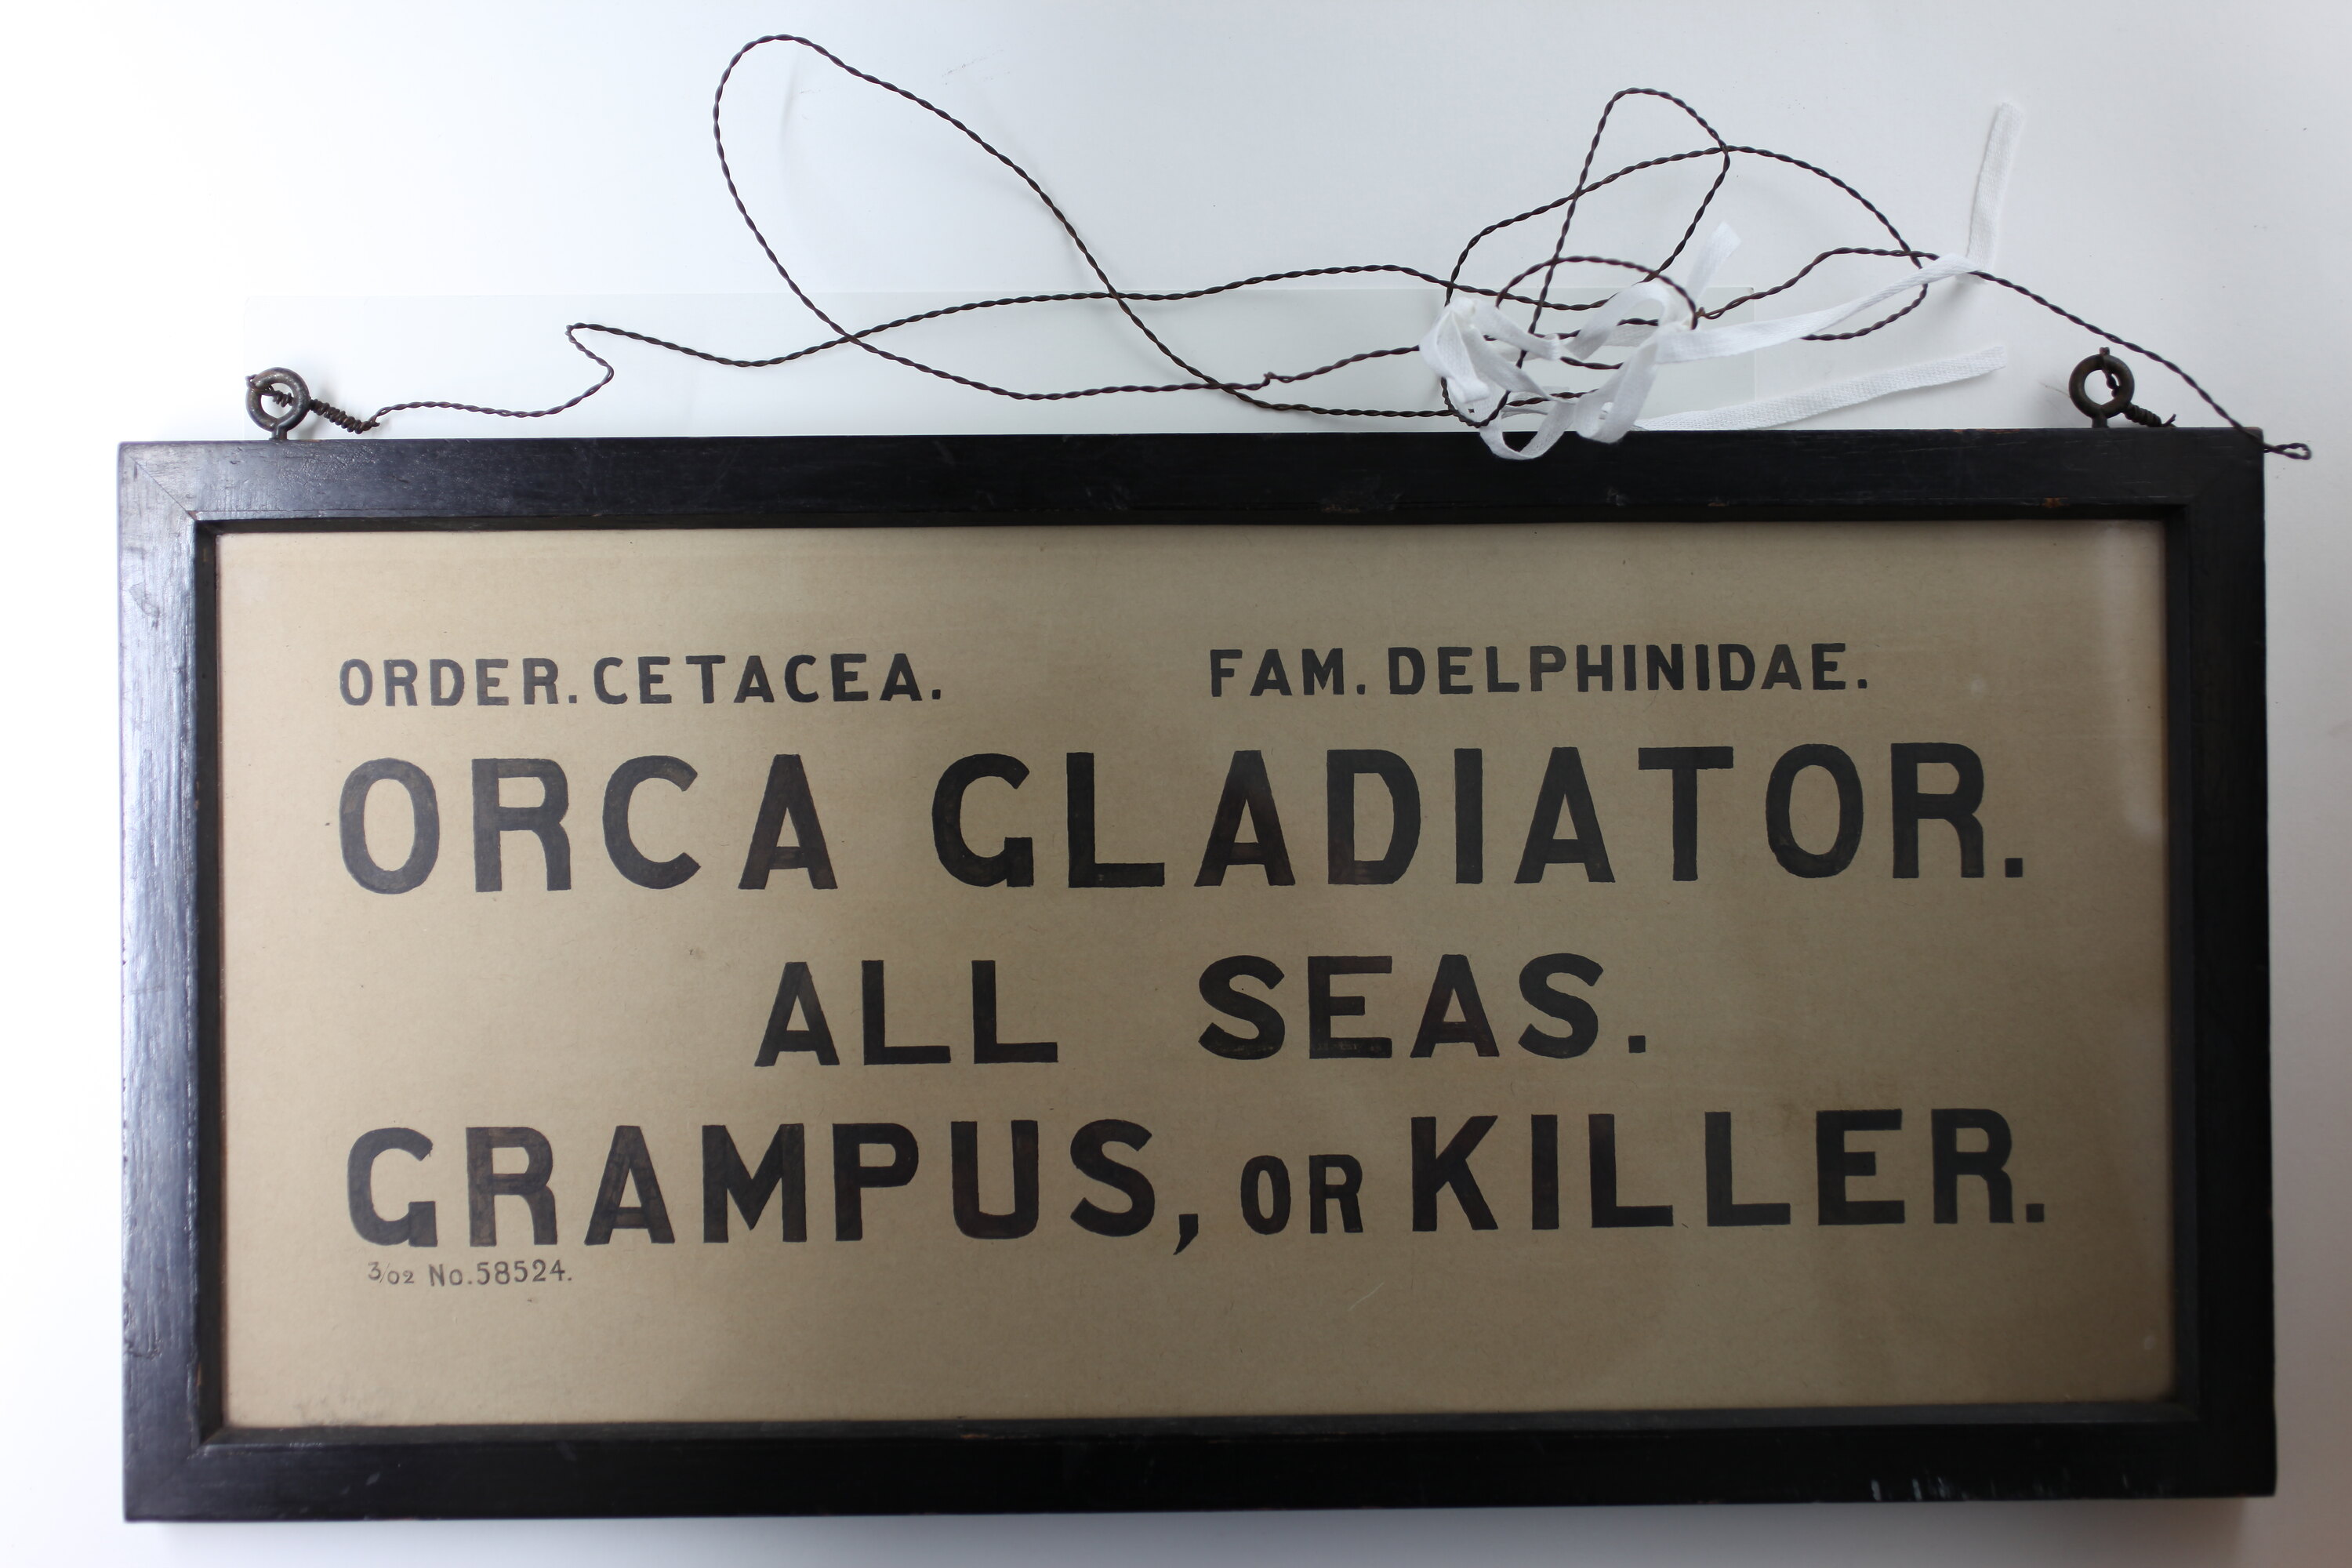 ORDER. CETACEA. FAM. DELPHINIDAE.
ORCA GLADIATOR.
ALL SEAS.
GRAMPUS, OR KILLER.
3/02 No. 58524.